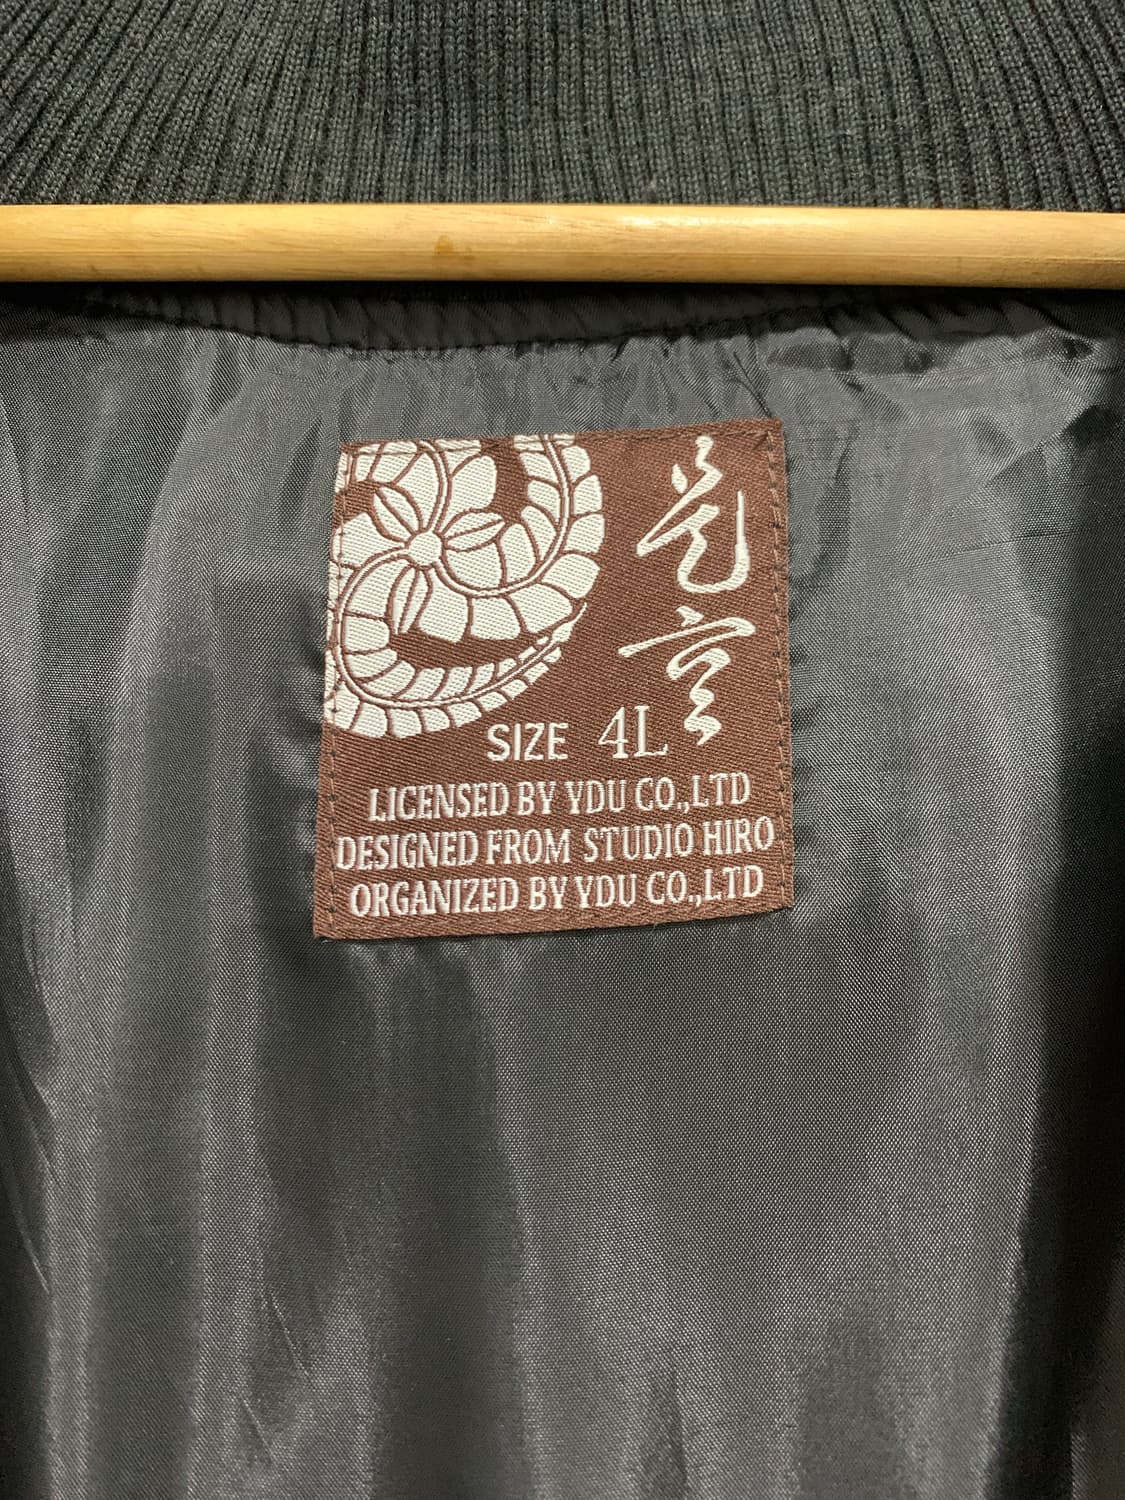 SIZE 4L
LICENSED BY YDU CO.,LTD
DESIGNED FROM STUDIO HIRO
ORGANIZED BY YDU CO.,LTD